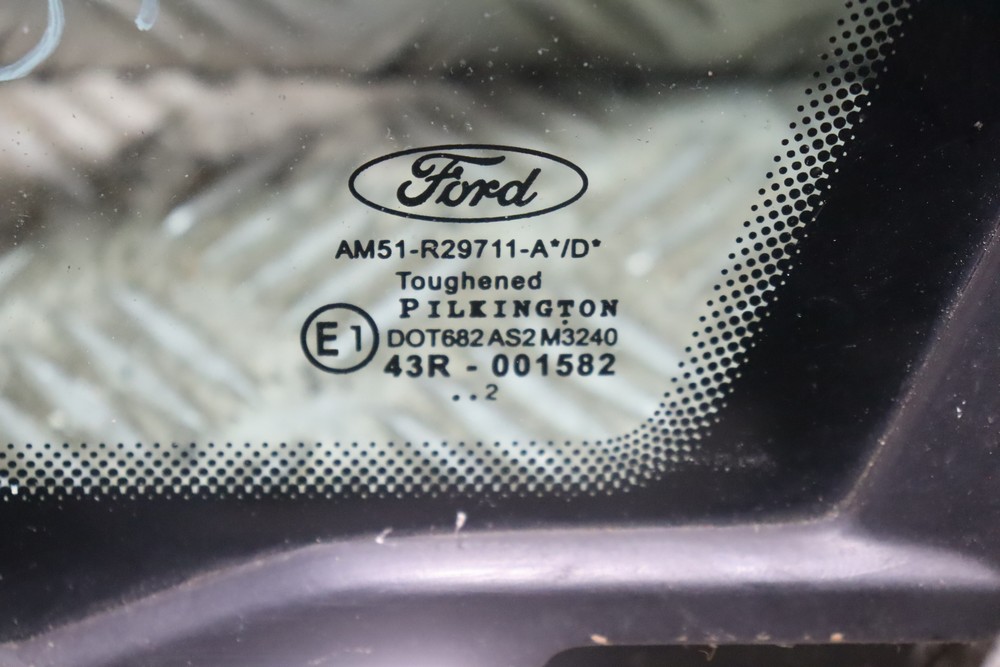 Ford
AM51-R29711-A*/D*
Toughened
PILKINGTON
E1 DOT682 AS2 M3240
43R - 001582
. . 2